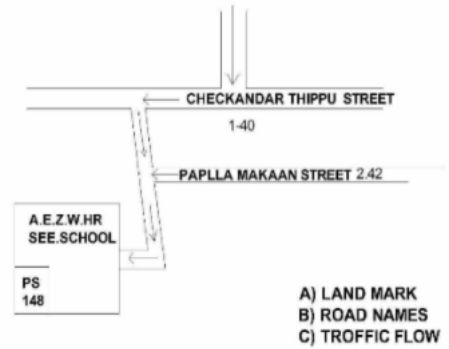 CHECKANDAR THIPPU STREET
1-40
PAPLLA MAKAAN STREET 2.42
A.E.Z.W.HR
SEE.SCHOOL
PS
148
A) LAND MARK
B) ROAD NAMES
C) TROFFIC FLOW